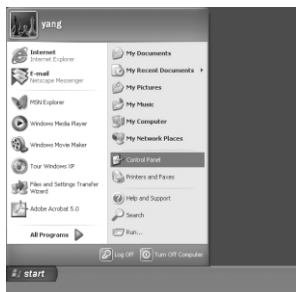 yang
Internet
Internet Explorer
E-mail
Netscape Messenger
MSN Explorer
Windows Media Player
Windows Movie Maker
Tour Windows XP
Files and Settings Transfer
Wizard
Adobe Acrobat 5.0
All Programs
My Documents
My Recent Documents
My Pictures
My Music
My Computer
My Network Places
Control Panel
Printers and Faxes
Help and Support
Search
Run...
Log Off
Turn Off Computer
start